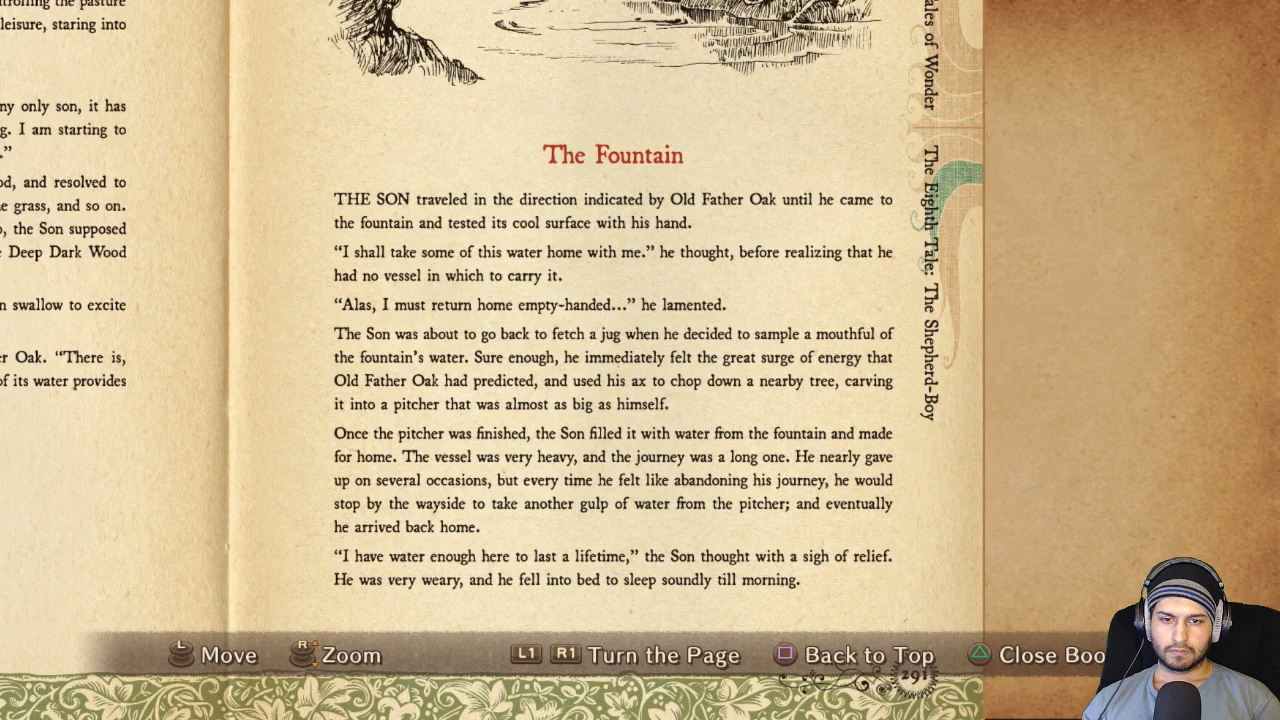 ntrolling the pasture
leisure, staring into
my only son, it has
g. I am starting to
.”
od, and resolved to
e grass, and so on.
o, the Son supposed
e Deep Dark Wood
n swallow to excite
er Oak. “There is,
of its water provides
The Fountain
THE SON traveled in the direction indicated by Old Father Oak until he came to
the fountain and tested its cool surface with his hand.
“I shall take some of this water home with me.” he thought, before realizing that he
had no vessel in which to carry it.
“Alas, I must return home empty-handed...” he lamented.
The Son was about to go back to fetch a jug when he decided to sample a mouthful of
the fountain’s water. Sure enough, he immediately felt the great surge of energy that
Old Father Oak had predicted, and used his ax to chop down a nearby tree, carving
it into a pitcher that was almost as big as himself.
Once the pitcher was finished, the Son filled it with water from the fountain and made
for home. The vessel was very heavy, and the journey was a long one. He nearly gave
up on several occasions, but every time he felt like abandoning his journey, he would
stop by the wayside to take another gulp of water from the pitcher; and eventually
he arrived back home.
“I have water enough here to last a lifetime,” the Son thought with a sigh of relief.
He was very weary, and he fell into bed to sleep soundly till morning.
ales of Wonder The Eighth Tale: The Shepherd-Boy
L Move R Zoom L1 R1 Turn the Page Back to Top Close Boo
291